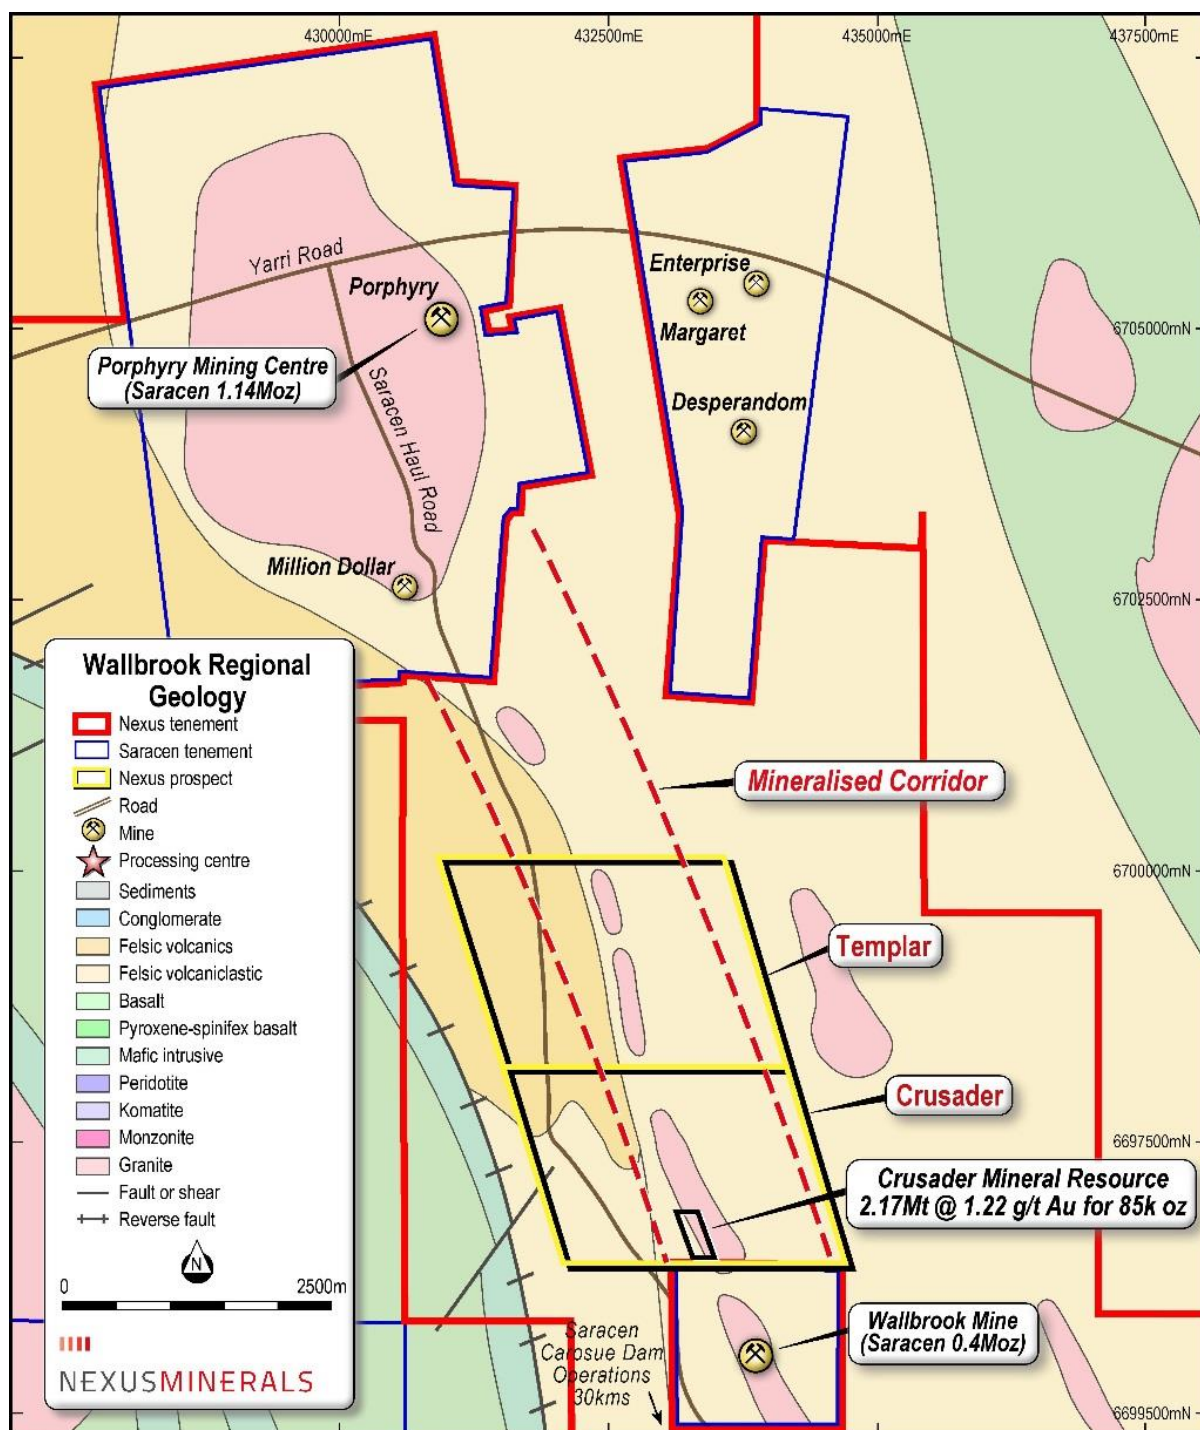 430000mE
432500mE
435000mE
437500mE
Yarri Road
Porphyry
Enterprise
Margaret
6705000mN
Porphyry Mining Centre
(Saracen 1.14Moz)
Saracen Haul Road
Desperandom
Million Dollar
6702500mN
Wallbrook Regional
Geology
Nexus tenement
Saracen tenement
Nexus prospect
Road
Mine
Processing centre
Sediments
Conglomerate
Felsic volcanics
Felsic volcaniclastic
Basalt
Pyroxene-spinifex basalt
Mafic intrusive
Peridotite
Komatite
Monzonite
Granite
Fault or shear
Reverse fault
N
0 2500m
NEXUSMINERALS
Mineralised Corridor
6700000mN
Templar
Crusader
6697500mN
Crusader Mineral Resource
2.17Mt @ 1.22 g/t Au for 85k oz
Wallbrook Mine
(Saracen 0.4Moz)
Saracen
Carosue Dam
Operations
30kms
6699500mN